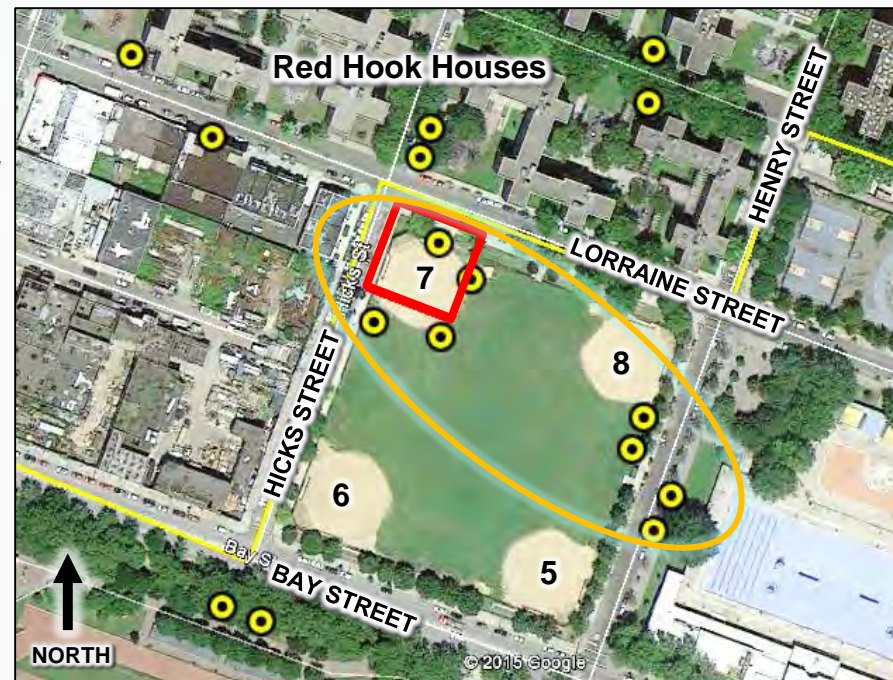 Red Hook Houses
HENRY STREET
LORRAINE STREET
Hicks St
7
8
HICKS STREET
6
5
Bay S
BAY STREET
NORTH
© 2015 Google